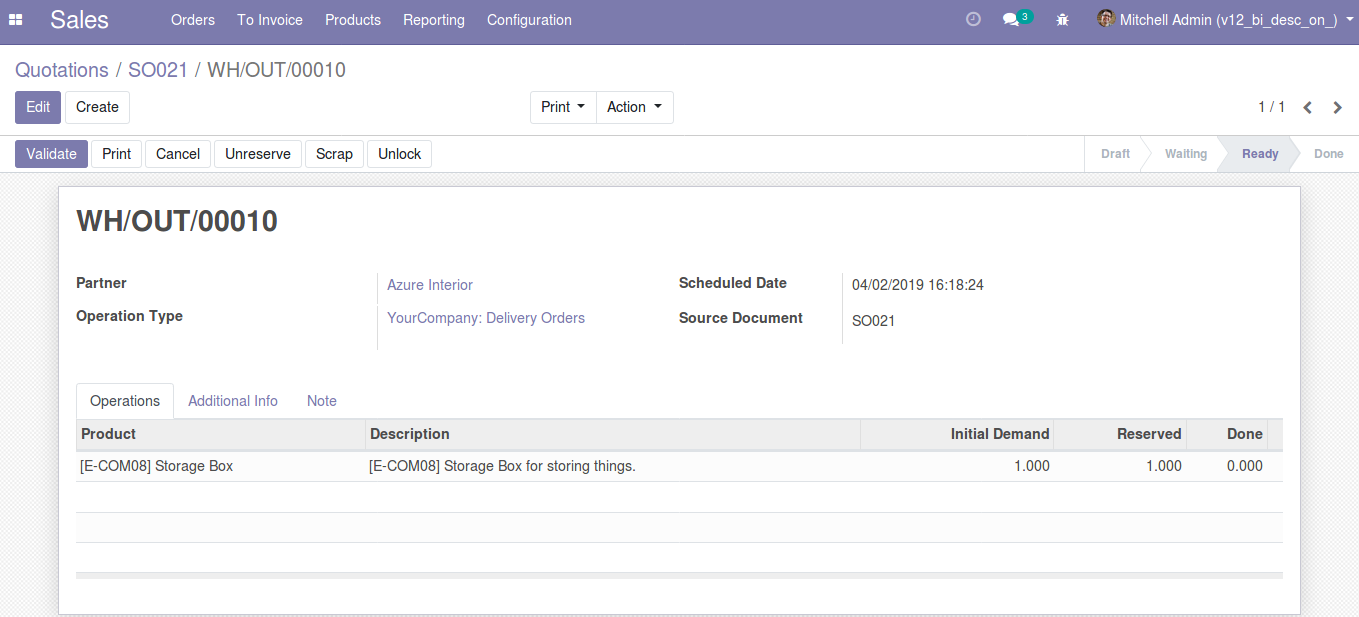 Sales Orders To Invoice Products Reporting Configuration 3 Mitchell Admin (v12_bi_desc_on_)
Quotations / SO021 / WH/OUT/00010
Edit Create Print Action 1 / 1
Validate Print Cancel Unreserve Scrap Unlock Draft Waiting Ready Done
WH/OUT/00010
Partner Azure Interior Scheduled Date 04/02/2019 16:18:24
Operation Type YourCompany: Delivery Orders Source Document SO021
Operations Additional Info Note
Product Description Initial Demand Reserved Done
[E-COM08] Storage Box [E-COM08] Storage Box for storing things. 1.000 1.000 0.000